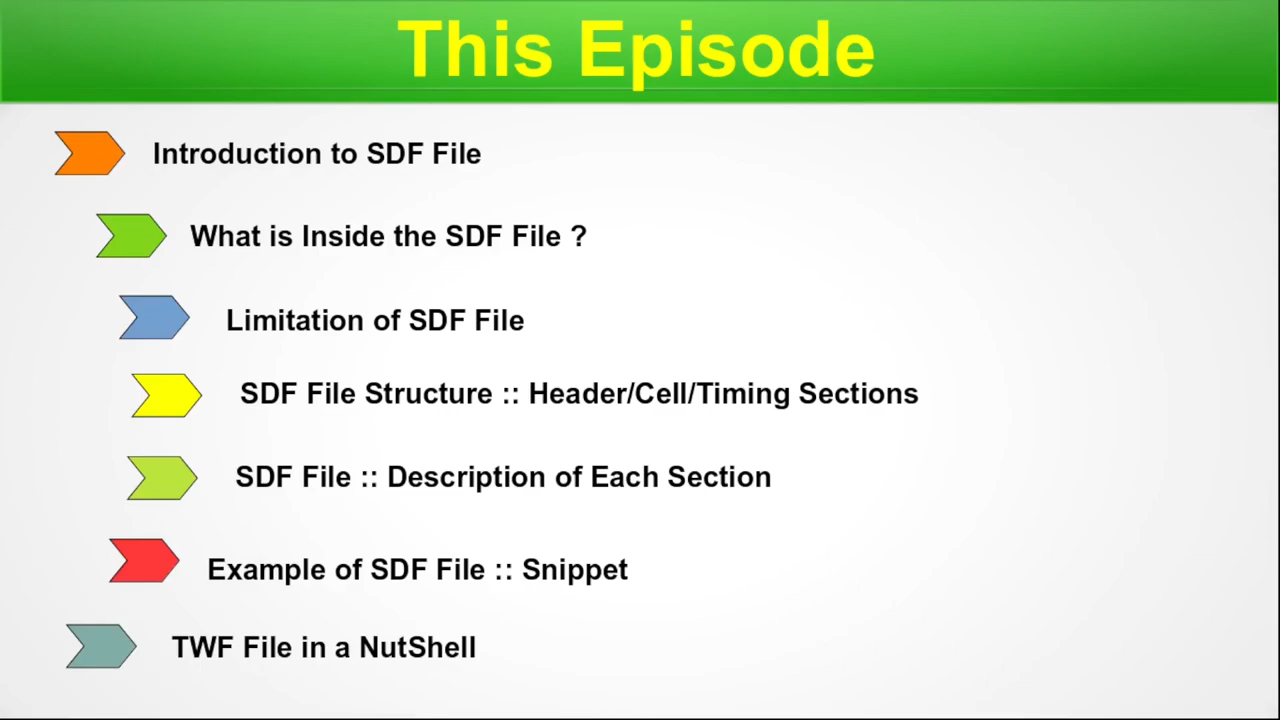 This Episode
Introduction to SDF File
What is Inside the SDF File ?
Limitation of SDF File
SDF File Structure :: Header/Cell/Timing Sections
SDF File :: Description of Each Section
Example of SDF File :: Snippet
TWF File in a NutShell